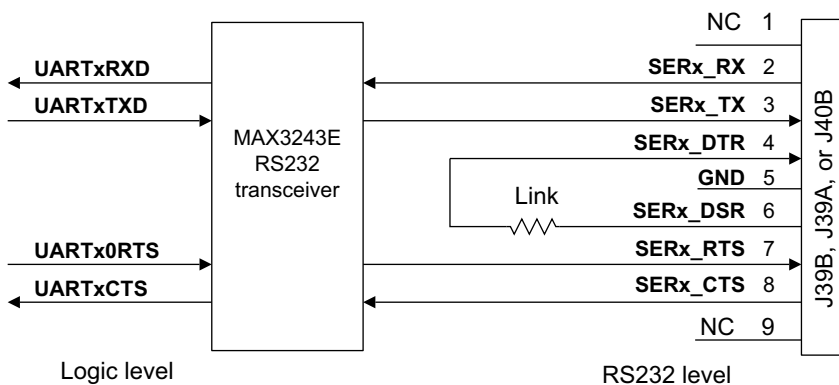 NC 1
UARTxRXD
SERx_RX 2
UARTxTXD
SERx_TX 3
MAX3243E
RS232
transceiver
SERx_DTR 4
GND 5
Link
SERx_DSR 6
UARTx0RTS
SERx_RTS 7
UARTxCTS
SERx_CTS 8
NC 9
J39B, J39A, or J40B
Logic level
RS232 level